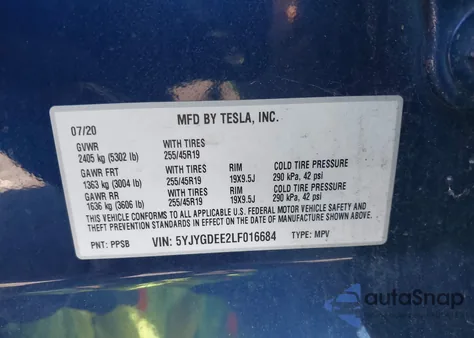 MFD BY TESLA, INC.
07/20
GVWR WITH TIRES
2405 kg (5302 lb) 255/45R19
GAWR FRT WITH TIRES RIM COLD TIRE PRESSURE
1363 kg (3004 lb) 255/45R19 19X9.5J 290 kPa, 42 psi
GAWR RR WITH TIRES RIM COLD TIRE PRESSURE
1636 kg (3606 lb) 255/45R19 19X9.5J 290 kPa, 42 psi
THIS VEHICLE CONFORMS TO ALL APPLICABLE U.S. FEDERAL MOTOR VEHICLE SAFETY AND
THEFT PREVENTION STANDARDS IN EFFECT ON THE DATE OF MANUFACTURE SHOWN ABOVE.
PNT: PPSB VIN: 5YJYGDEE2LF016684 TYPE: MPV
autoSnap